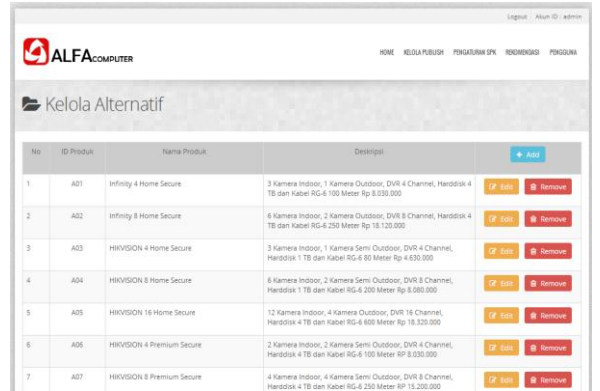 Logout Akun ID : admin
ALFA COMPUTER
HOME KELOLA PUBLISH PENGATURAN SPK REKOMENDASI PENGGUNA
Kelola Alternatif
No ID Produk Nama Produk Deskripsi + Add
1 A01 Infinity 4 Home Secure 3 Kamera Indoor, 1 Kamera Outdoor, DVR 4 Channel, Harddisk 4
TB dan Kabel RG-6 100 Meter Rp 8.030.000 Edit Remove
2 A02 Infinity 8 Home Secure 6 Kamera Indoor, 2 Kamera Outdoor, DVR 8 Channel, Harddisk 4
TB dan Kabel RG-6 250 Meter Rp 18.120.000 Edit Remove
3 A03 HIKVISION 4 Home Secure 3 Kamera Indoor, 1 Kamera Semi Outdoor, DVR 4 Channel,
Harddisk 1 TB dan Kabel RG-6 80 Meter Rp 4.630.000 Edit Remove
4 A04 HIKVISION 8 Home Secure 6 Kamera Indoor, 2 Kamera Semi Outdoor, DVR 8 Channel,
Harddisk 1 TB dan Kabel RG-6 200 Meter Rp 8.080.000 Edit Remove
5 A05 HIKVISION 16 Home Secure 12 Kamera Indoor, 4 Kamera Outdoor, DVR 16 Channel,
Harddisk 4 TB dan Kabel RG-6 600 Meter Rp 18.320.000 Edit Remove
6 A06 HIKVISION 4 Premium Secure 2 Kamera Indoor, 2 Kamera Semi Outdoor, DVR 4 Channel,
Harddisk 4 TB dan Kabel RG-6 100 Meter RP 8.030.000 Edit Remove
7 A07 HIKVISION 8 Premium Secure 4 Kamera Indoor, 4 Kamera Semi Outdoor, DVR 8 Channel,
Harddisk 4 TB dan Kabel RG-6 250 Meter RP 15.200.000 Edit Remove